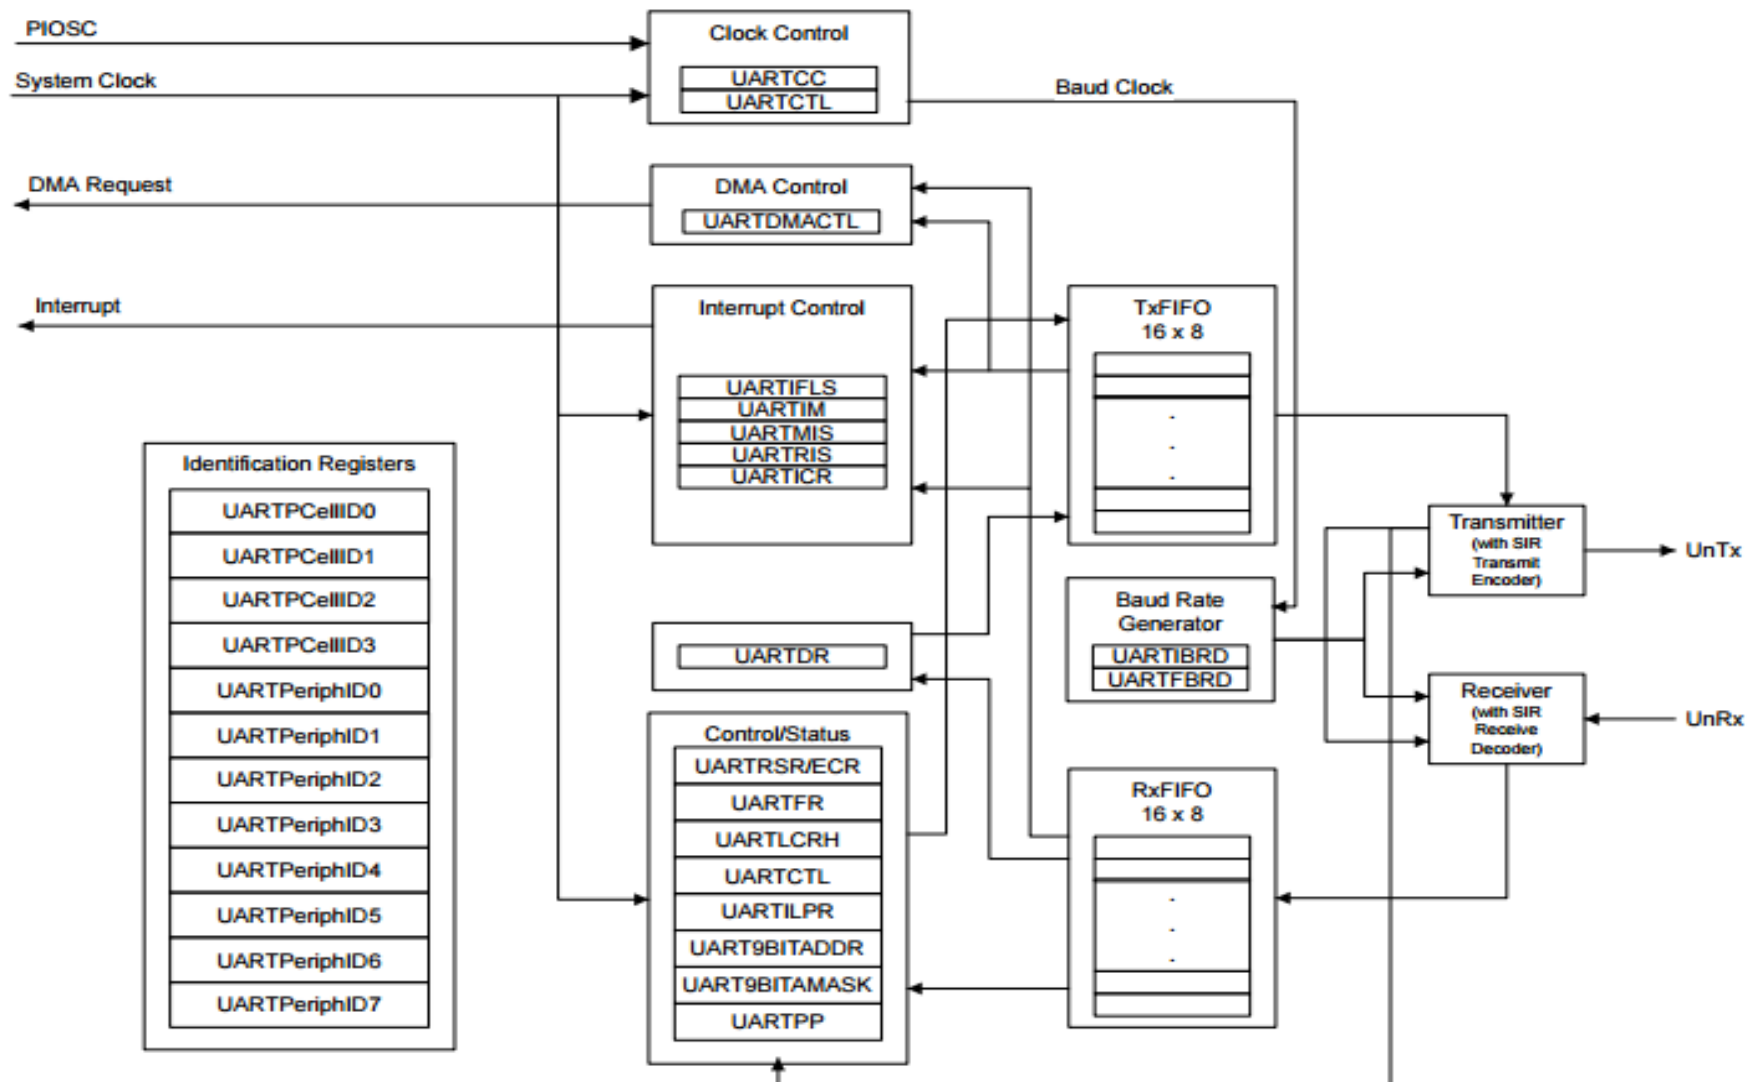 PIOSC
System Clock
Clock Control
UARTCC
UARTCTL
Baud Clock
DMA Request
DMA Control
UARTDMACTL
Interrupt
Interrupt Control
UARTIFLS
UARTIM
UARTMIS
UARTRIS
UARTICR
TxFIFO
16 x 8
.
.
.
Identification Registers
UARTPCellID0
UARTPCellID1
UARTPCellID2
UARTPCellID3
UARTPeriphID0
UARTPeriphID1
UARTPeriphID2
UARTPeriphID3
UARTPeriphID4
UARTPeriphID5
UARTPeriphID6
UARTPeriphID7
UARTDR
Baud Rate
Generator
UARTIBRD
UARTFBRD
Transmitter
(with SIR
Transmit
Encoder)
UnTx
Receiver
(with SIR
Receive
Decoder)
UnRx
Control/Status
UARTRSR/ECR
UARTFR
UARTLCRH
UARTCTL
UARTILPR
UART9BITADDR
UART9BITAMASK
UARTPP
RxFIFO
16 x 8
.
.
.